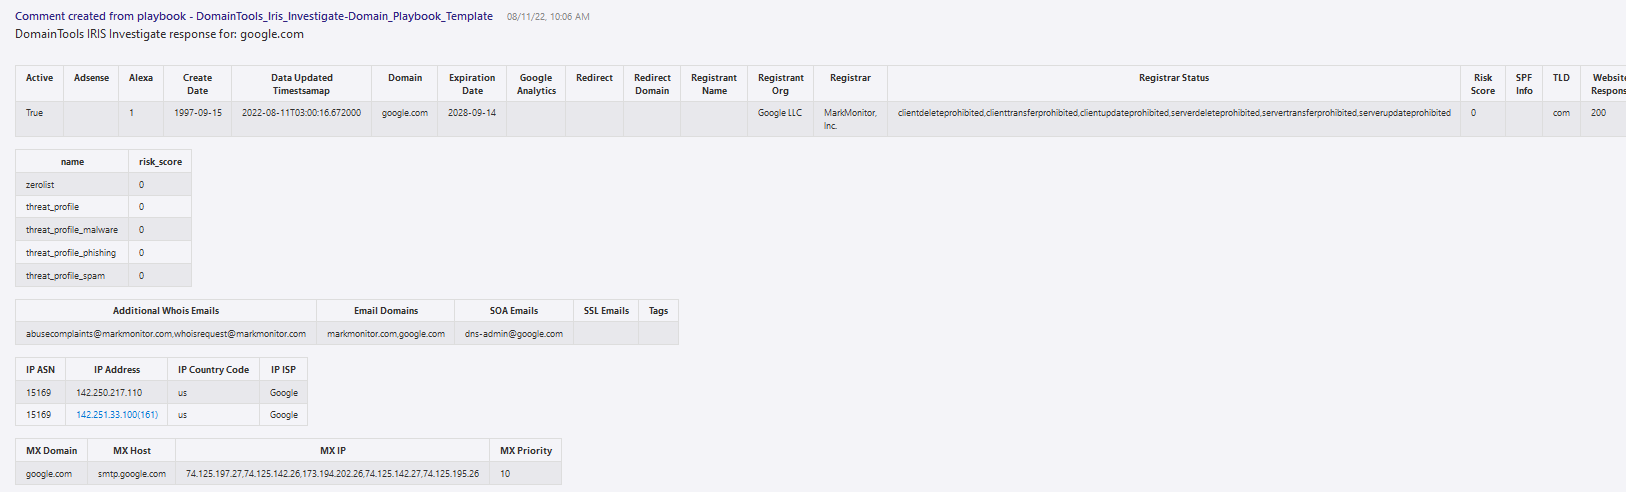 Comment created from playbook - DomainTools_Iris_Investigate-Domain_Playbook_Template 08/11/22, 10:06 AM
DomainTools IRIS Investigate response for: google.com
Active Adsense Alexa Create Date Data Updated Timestsamap Domain Expiration Date Google Analytics Redirect Redirect Domain Registrant Name Registrant Org Registrar Registrar Status Risk Score SPF Info TLD Website Respons
True 1 1997-09-15 2022-08-11T03:00:16.672000 google.com 2028-09-14 Google LLC MarkMonitor, Inc. clientdeleteprohibited,clienttransferprohibited,clientupdateprohibited,serverdeleteprohibited,servertransferprohibited,serverupdateprohibited 0 com 200
name risk_score
zerolist 0
threat_profile 0
threat_profile_malware 0
threat_profile_phishing 0
threat_profile_spam 0
Additional Whois Emails Email Domains SOA Emails SSL Emails Tags
abusecomplaints@markmonitor.com,whoisrequest@markmonitor.com markmonitor.com,google.com dns-admin@google.com
IP ASN IP Address IP Country Code IP ISP
15169 142.250.217.110 us Google
15169 142.251.33.100(161) us Google
MX Domain MX Host MX IP MX Priority
google.com smtp.google.com 74.125.197.27,74.125.142.26,173.194.202.26,74.125.142.27,74.125.195.26 10